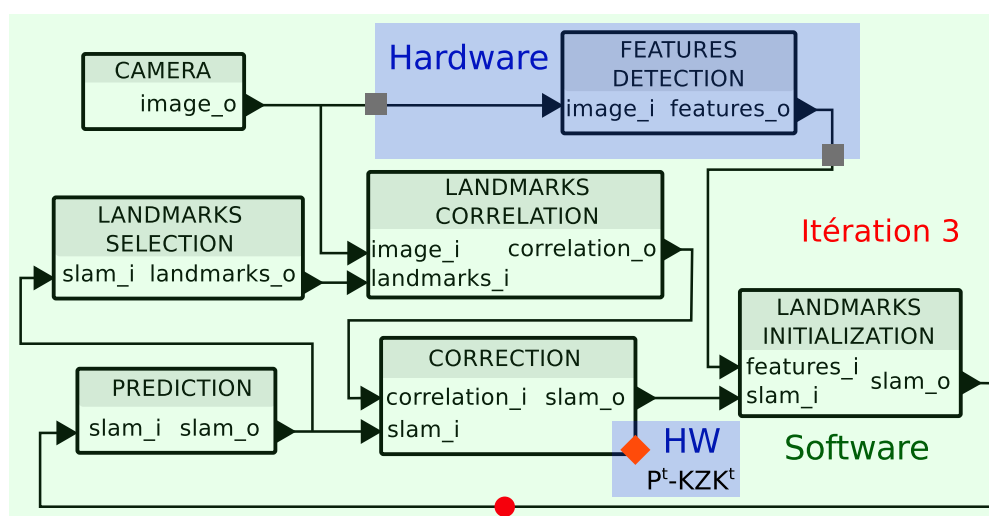 Hardware
FEATURES
DETECTION
image_i features_o
CAMERA
image_o
LANDMARKS
CORRELATION
image_i correlation_o
landmarks_i
LANDMARKS
SELECTION
slam_i landmarks_o
Itération 3
LANDMARKS
INITIALIZATION
features_i
slam_i slam_o
CORRECTION
correlation_i slam_o
slam_i
PREDICTION
slam_i slam_o
HW
Pᵗ-KZKᵗ
Software